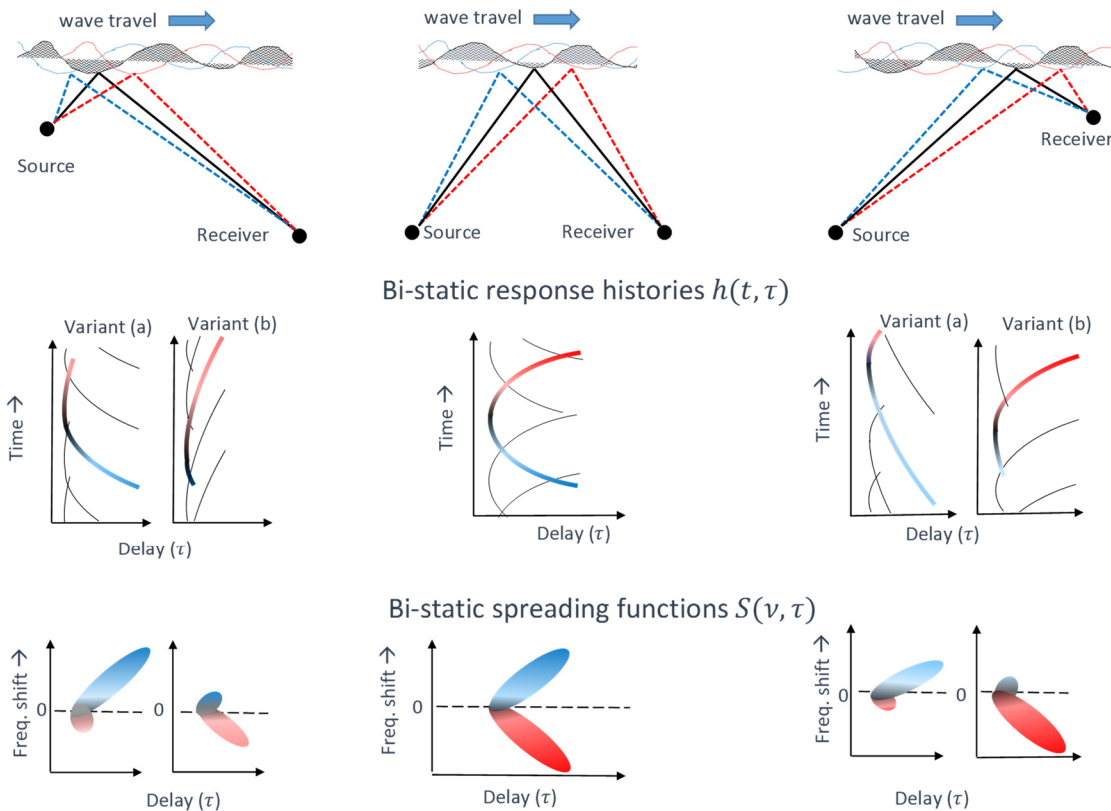 wave travel
wave travel
wave travel
Source
Receiver
Source
Receiver
Receiver
Source
Bi-static response histories h(t, τ)
Variant (a)
Variant (b)
Variant (a)
Variant (b)
Time →
Time →
Time →
Delay (τ)
Delay (τ)
Delay (τ)
Bi-static spreading functions S(ν, τ)
Freq. shift →
0
0
Freq. shift →
0
Freq. shift →
0
0
Delay (τ)
Delay (τ)
Delay (τ)